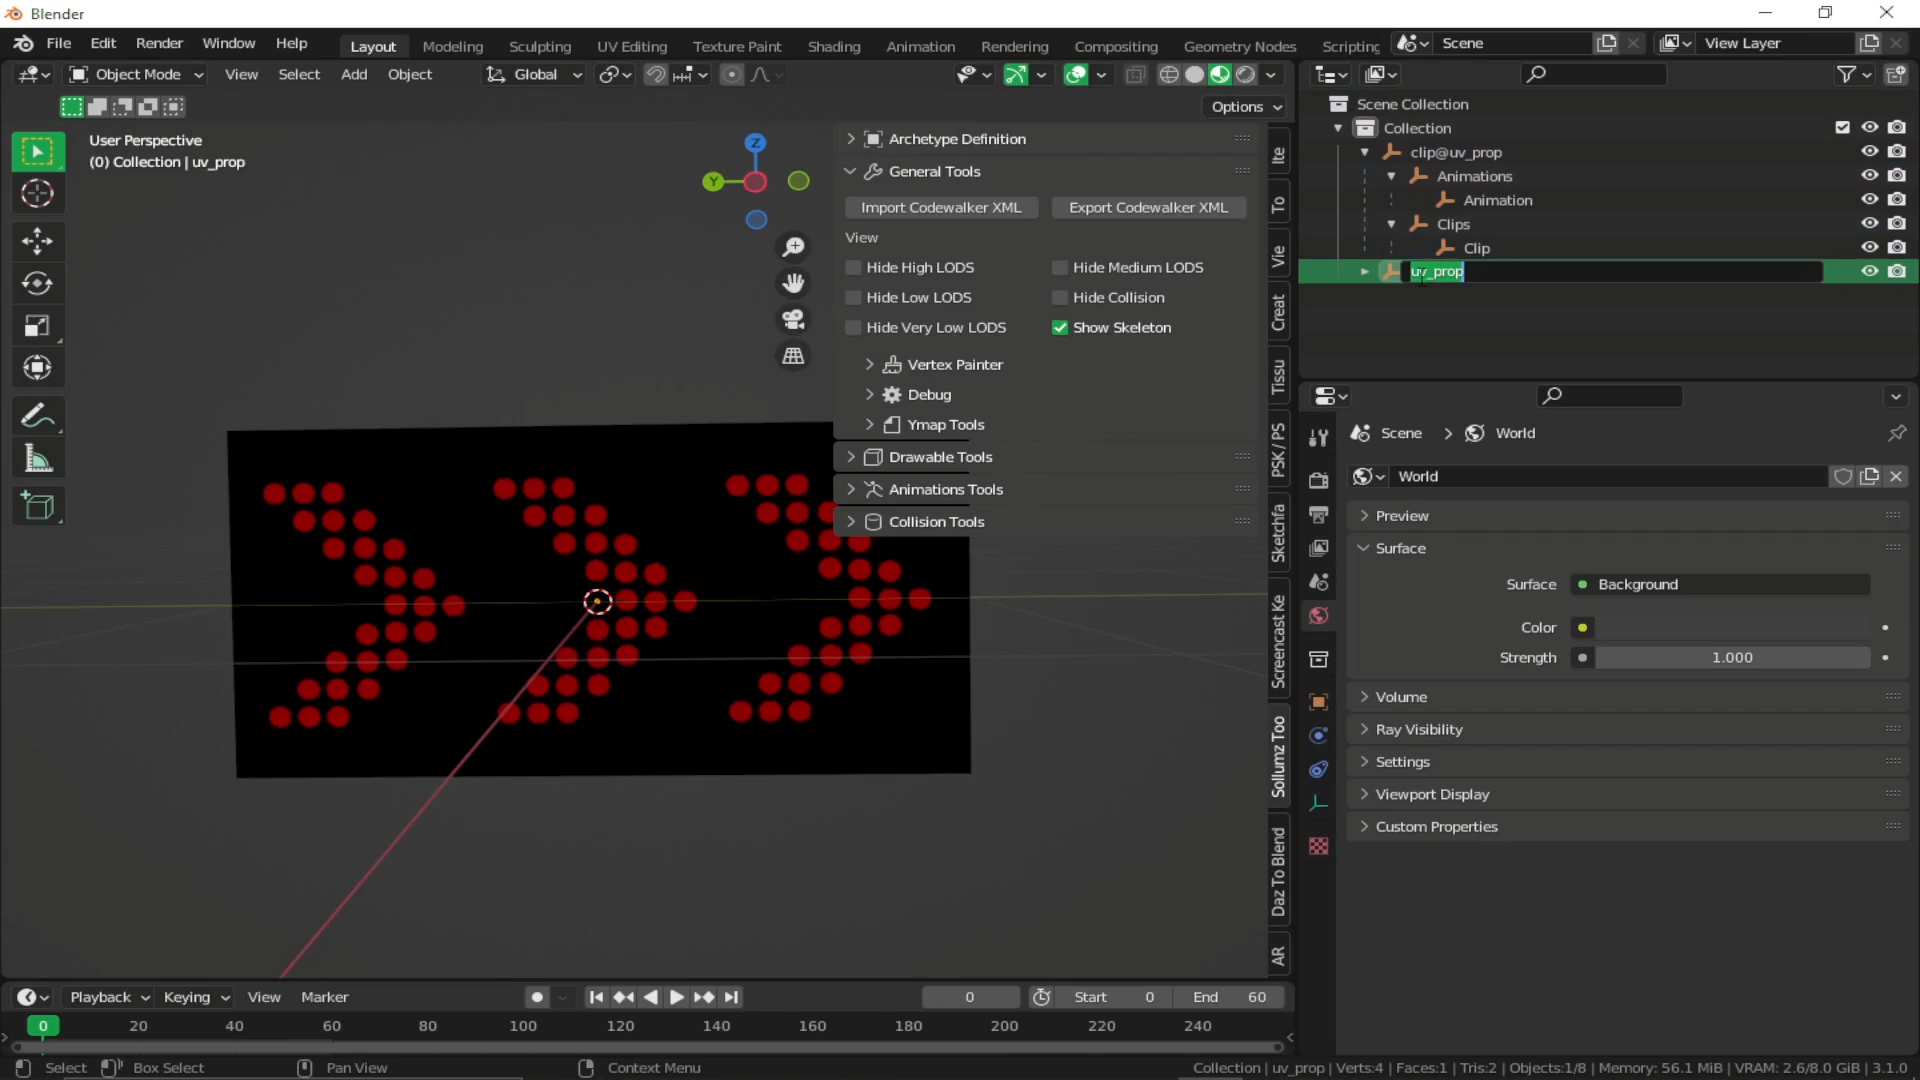 Blender
File Edit Render Window Help Layout Modeling Sculpting UV Editing Texture Paint Shading Animation Rendering Compositing Geometry Nodes Scripting Scene View Layer
Object Mode View Select Add Object Global
Options
User Perspective
(0) Collection | uv_prop
Z
Y
Archetype Definition
General Tools
Import Codewalker XML Export Codewalker XML
View
Hide High LODS Hide Medium LODS
Hide Low LODS Hide Collision
Hide Very Low LODS Show Skeleton
Vertex Painter
Debug
Ymap Tools
Drawable Tools
Animations Tools
Collision Tools
Ite
To
Vie
Creat
Tissu
PSK / PS
Sketchfa
Screencast Ke
Sollumz Too
Daz To Blend
AR
Scene Collection
Collection
clip@uv_prop
Animations
Animation
Clips
Clip
uv_prop
Scene > World
World
Preview
Surface
Surface Background
Color
Strength 1.000
Volume
Ray Visibility
Settings
Viewport Display
Custom Properties
Playback Keying View Marker 0 Start 0 End 60
0 20 40 60 80 100 120 140 160 180 200 220 240
Select Box Select Pan View Context Menu Collection | uv_prop | Verts:4 | Faces:1 | Tris:2 | Objects:1/8 | Memory: 56.1 MiB | VRAM: 2.6/8.0 GiB | 3.1.0